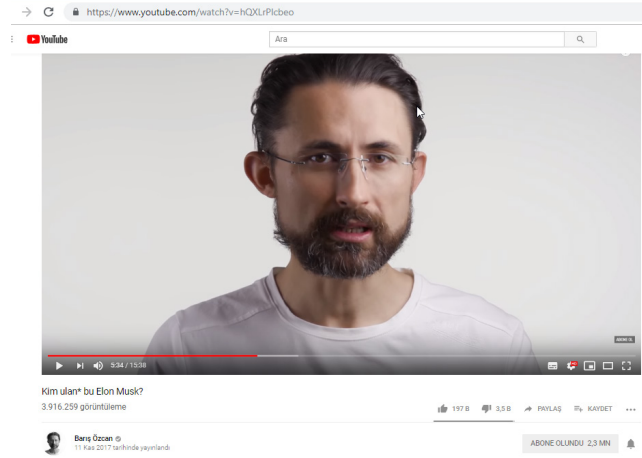 https://www.youtube.com/watch?v=hQXLrPlcbeo
YouTube
Ara
5:34 / 15:38
Kim ulan* bu Elon Musk?
3.916.259 görüntüleme
197 B
3,5 B
PAYLAŞ
KAYDET
Barış Özcan
11 Kas 2017 tarihinde yayınlandı
ABONE OLUNDU 2,3 MN